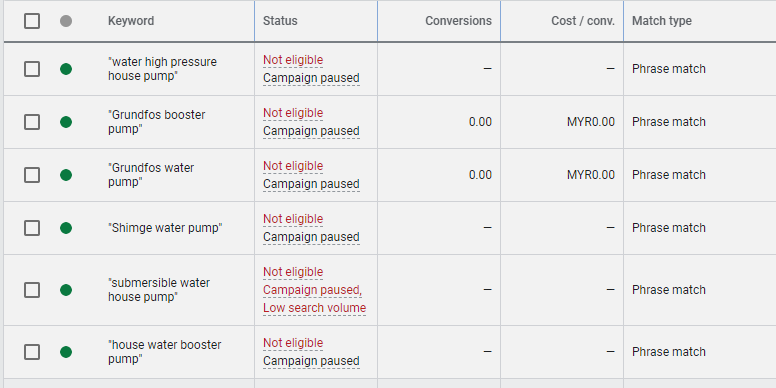 Keyword Status Conversions Cost / conv. Match type
"water high pressure
house pump"
Not eligible
Campaign paused
– – Phrase match
"Grundfos booster
pump"
Not eligible
Campaign paused
0.00 MYR0.00 Phrase match
"Grundfos water
pump"
Not eligible
Campaign paused
0.00 MYR0.00 Phrase match
"Shimge water pump"
Not eligible
Campaign paused
– – Phrase match
"submersible water
house pump"
Not eligible
Campaign paused,
Low search volume
– – Phrase match
"house water booster
pump"
Not eligible
Campaign paused
– – Phrase match